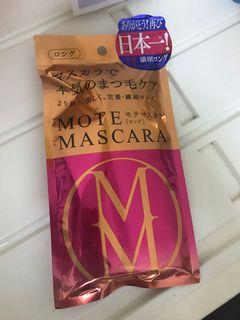 ロング
ありがとう!再び
日本一!
繊細ロング
マスカラで
本気のまつ毛ケア
MOTE
モテマスカラ
[ロング]
MASCARA
M
M